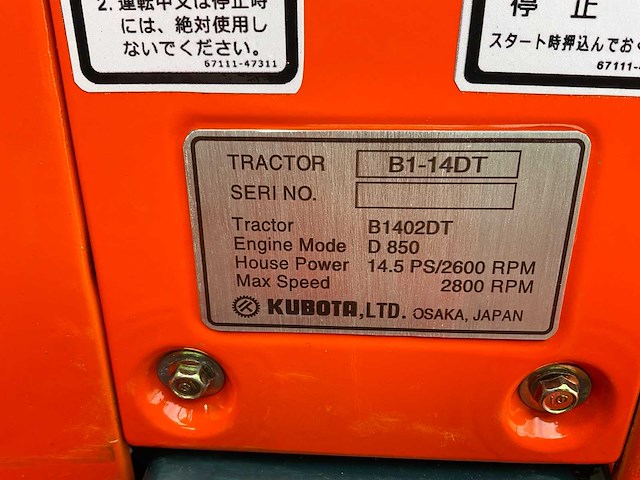 2. 運転中又は停止時
には、絶対使用し
ないでください。
67111-47311
停 止
スタート時押込んでおく
67111-4
TRACTOR B1-14DT
SERI NO.
Tractor B1402DT
Engine Mode D 850
House Power 14.5 PS/2600 RPM
Max Speed 2800 RPM
KUBOTA,LTD. OSAKA, JAPAN